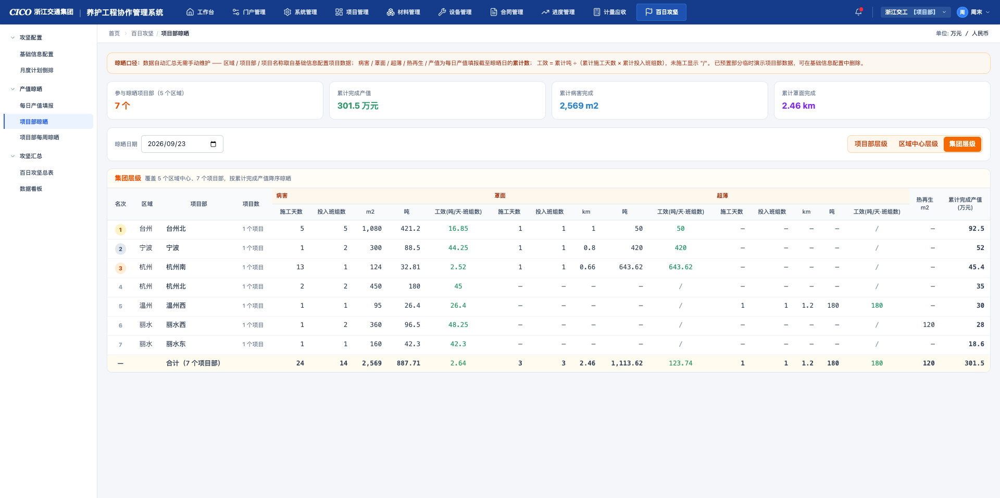 CICO 浙江交通集团 | 养护工程协作管理系统 工作台 门户管理 系统管理 项目管理 材料管理 设备管理 合同管理 进度管理 计量应收 百日攻坚 浙江交工 【项目部】 周 周末
首页 > 百日攻坚 / 项目部晾晒 单位: 万元 / 人民币
攻坚配置
基础信息配置
月度计划倒排
产值晾晒
每日产值填报
项目部晾晒
项目部每周晾晒
攻坚汇总
百日攻坚总表
数据看板
晾晒口径：数据自动汇总无需手动维护 —— 区域 / 项目部 / 项目名称取自基础信息配置项目数据； 病害 / 罩面 / 超薄 / 热再生 / 产值为每日产值填报截至晾晒日的累计数； 工效 = 累计吨 ÷（累计施工天数 × 累计投入班组数），未施工显示 "/"。 已预置部分临时演示项目部数据，可在基础信息配置中删除。
参与晾晒项目部（5 个区域）
7 个
累计完成产值
301.5 万元
累计病害完成
2,569 m2
累计罩面完成
2.46 km
晾晒日期 2026/09/23 项目部层级 区域中心层级 集团层级
集团层级 覆盖 5 个区域中心、7 个项目部，按累计完成产值降序晾晒
名次 区域 项目部 项目数 病害 罩面 超薄 热再生 m2 累计完成产值 (万元)
施工天数 投入班组数 m2 吨 工效(吨/天·班组数) 施工天数 投入班组数 km 吨 工效(吨/天·班组数) 施工天数 投入班组数 km 吨 工效(吨/天·班组数)
1 台州 台州北 1 个项目 5 5 1,080 421.2 16.85 1 1 1 50 50 — — — — / — 92.5
2 宁波 宁波 1 个项目 1 2 300 88.5 44.25 1 1 0.8 420 420 — — — — / — 52
3 杭州 杭州南 1 个项目 13 1 124 32.81 2.52 1 1 0.66 643.62 643.62 — — — — / — 45.4
4 杭州 杭州北 1 个项目 2 2 450 180 45 — — — — / — — — — / — 35
5 温州 温州西 1 个项目 1 1 95 26.4 26.4 — — — — / 1 1 1.2 180 180 — 30
6 丽水 丽水西 1 个项目 1 2 360 96.5 48.25 — — — — / — — — — / 120 28
7 丽水 丽水东 1 个项目 1 1 160 42.3 42.3 — — — — / — — — — / — 18.6
— 合计（7 个项目部） 24 14 2,569 887.71 2.64 3 3 2.46 1,113.62 123.74 1 1 1.2 180 180 120 301.5